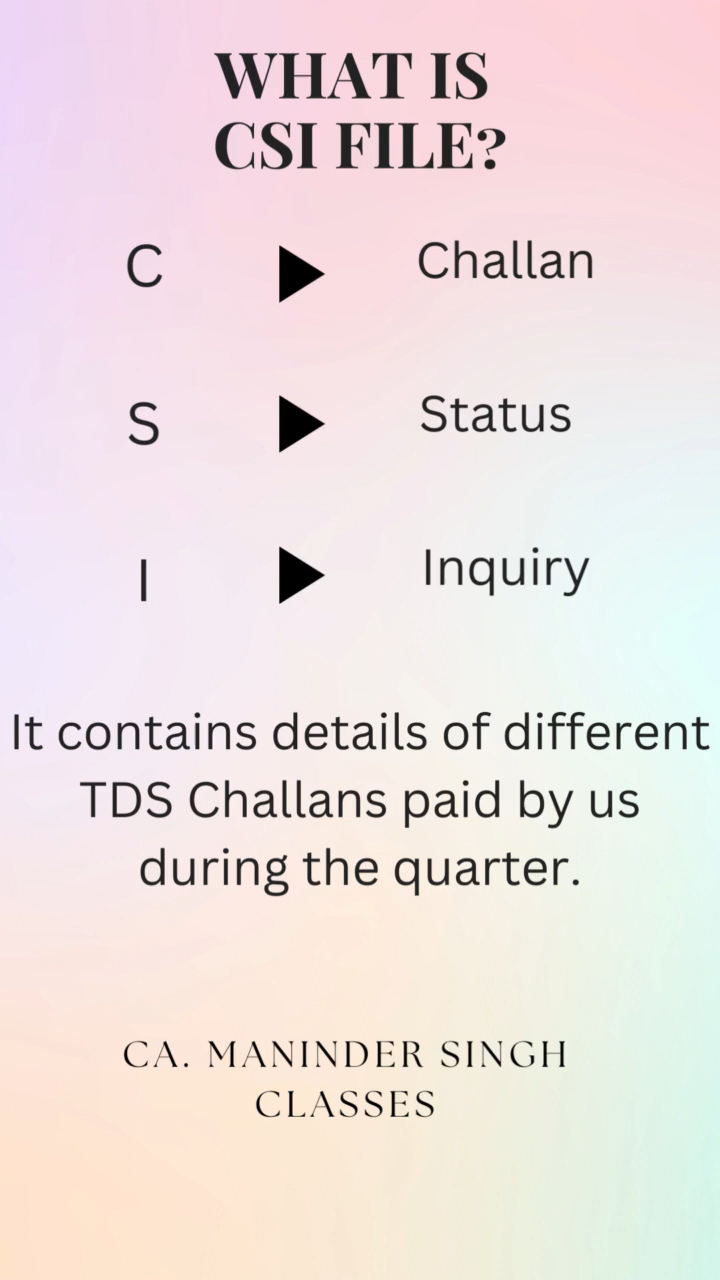 WHAT IS
CSI FILE?
C ▶ Challan
S ▶ Status
I ▶ Inquiry
It contains details of different
TDS Challans paid by us
during the quarter.
CA. MANINDER SINGH
CLASSES